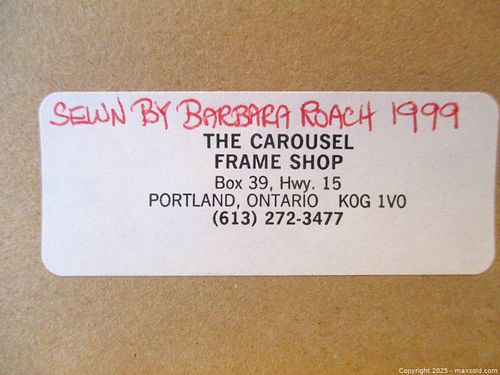 SEWN BY BARBARA ROACH 1999
THE CAROUSEL
FRAME SHOP
Box 39, Hwy. 15
PORTLAND, ONTARIO K0G 1V0
(613) 272-3477
Copyright 2025 - maxsold.com